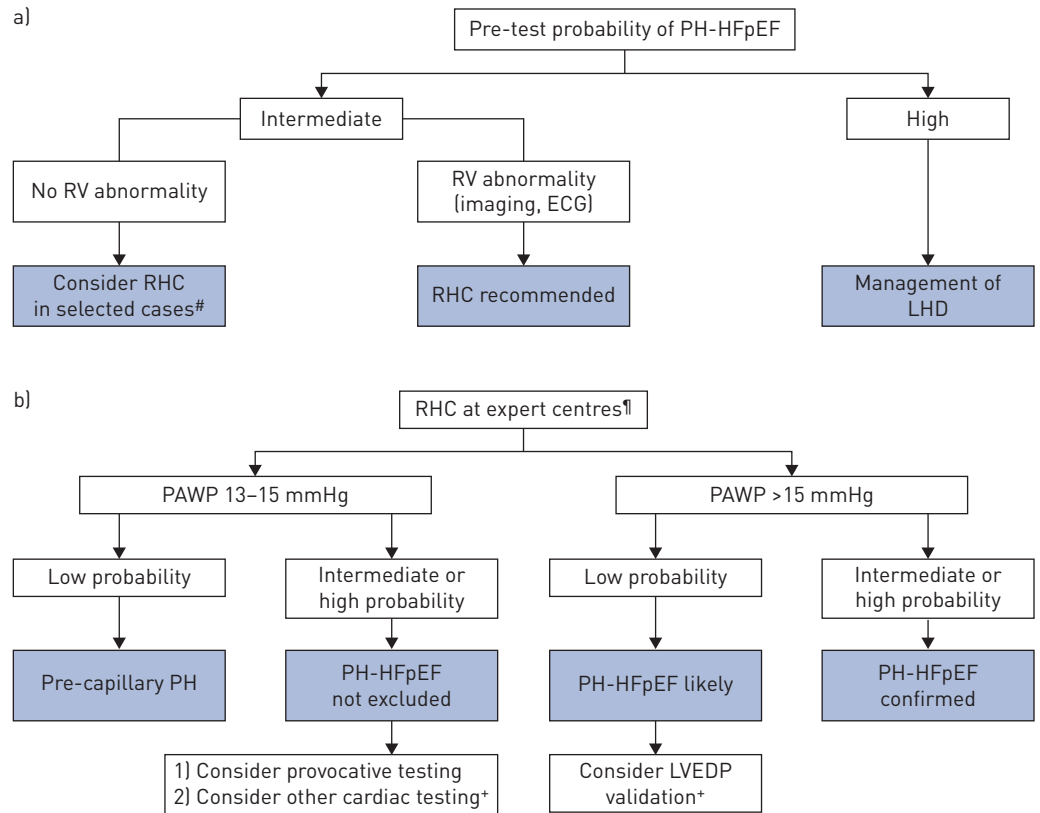 a)
Pre-test probability of PH-HFpEF
Intermediate
High
No RV abnormality
RV abnormality
(imaging, ECG)
Consider RHC
in selected cases#
RHC recommended
Management of
LHD
b)
RHC at expert centres¶
PAWP 13–15 mmHg
PAWP >15 mmHg
Low probability
Intermediate or
high probability
Low probability
Intermediate or
high probability
Pre-capillary PH
PH-HFpEF
not excluded
PH-HFpEF likely
PH-HFpEF
confirmed
1) Consider provocative testing
2) Consider other cardiac testing+
Consider LVEDP
validation+